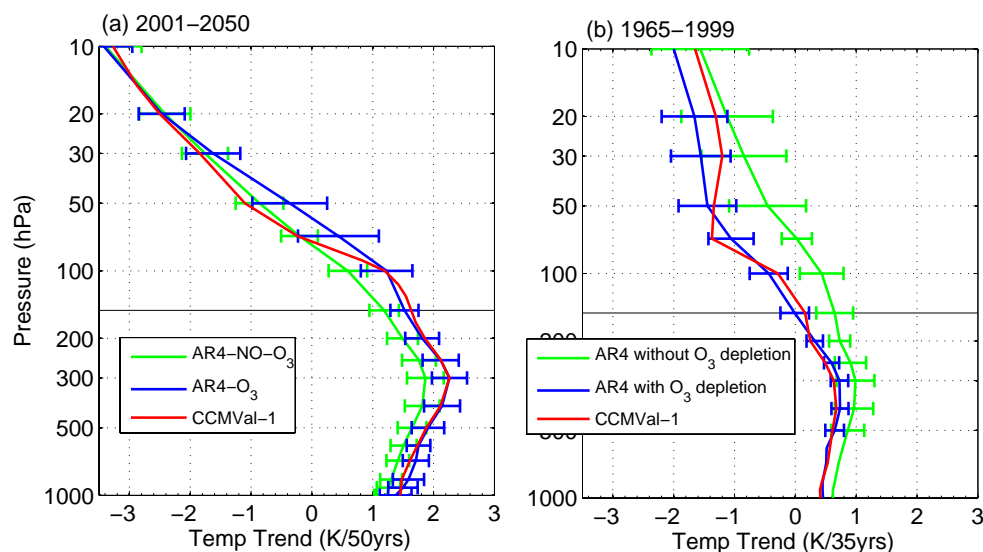 (a) 2001−2050
10
20
30
50
100
200
300
500
1000
Pressure (hPa)
−3 −2 −1 0 1 2 3
Temp Trend (K/50yrs)
AR4−NO−O3
AR4−O3
CCMVal−1
(b) 1965−1999
10
20
30
50
100
200
300
1000
−3 −2 −1 0 1 2 3
Temp Trend (K/35yrs)
AR4 without O3 depletion
AR4 with O3 depletion
CCMVal−1